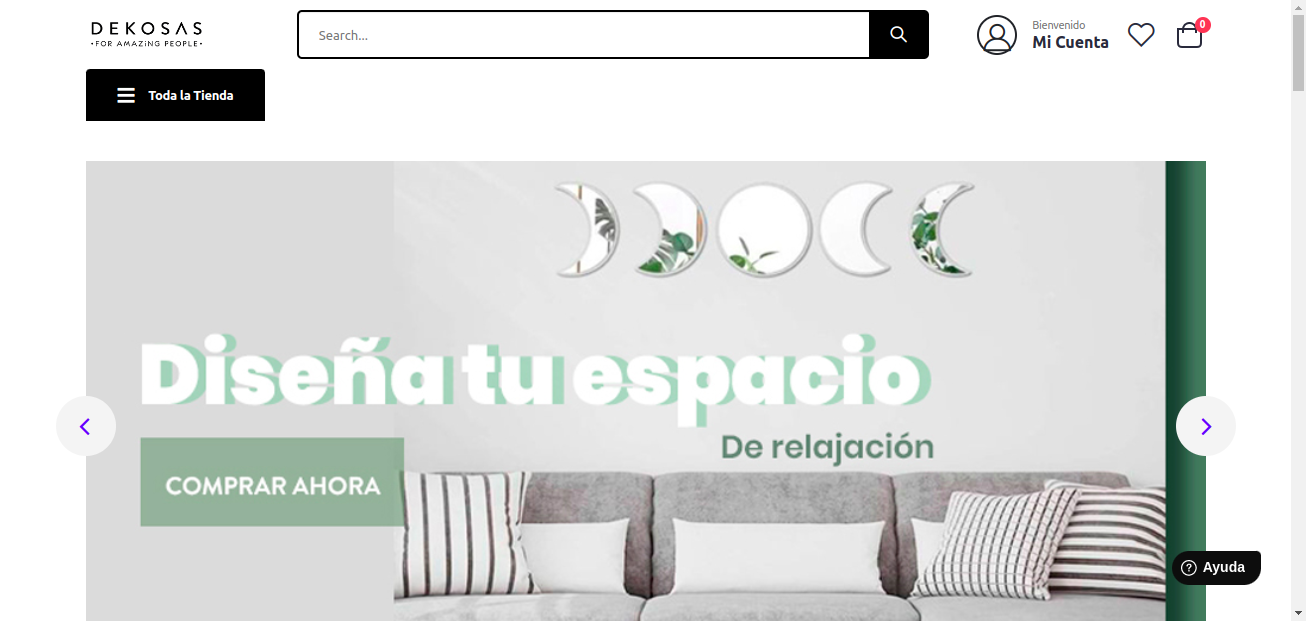 DEKOSAS
•FOR AMAZiNG PEOPLE•
Search...
Bienvenido
Mi Cuenta
0
Toda la Tienda
Diseña tu espacio
De relajación
COMPRAR AHORA
Ayuda